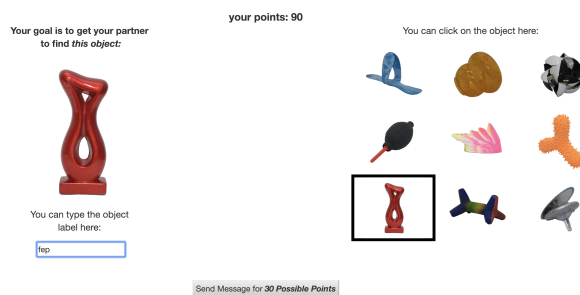 your points: 90
Your goal is to get your partner
to find this object:
You can click on the object here:
You can type the object
label here:
fep
Send Message for 30 Possible Points